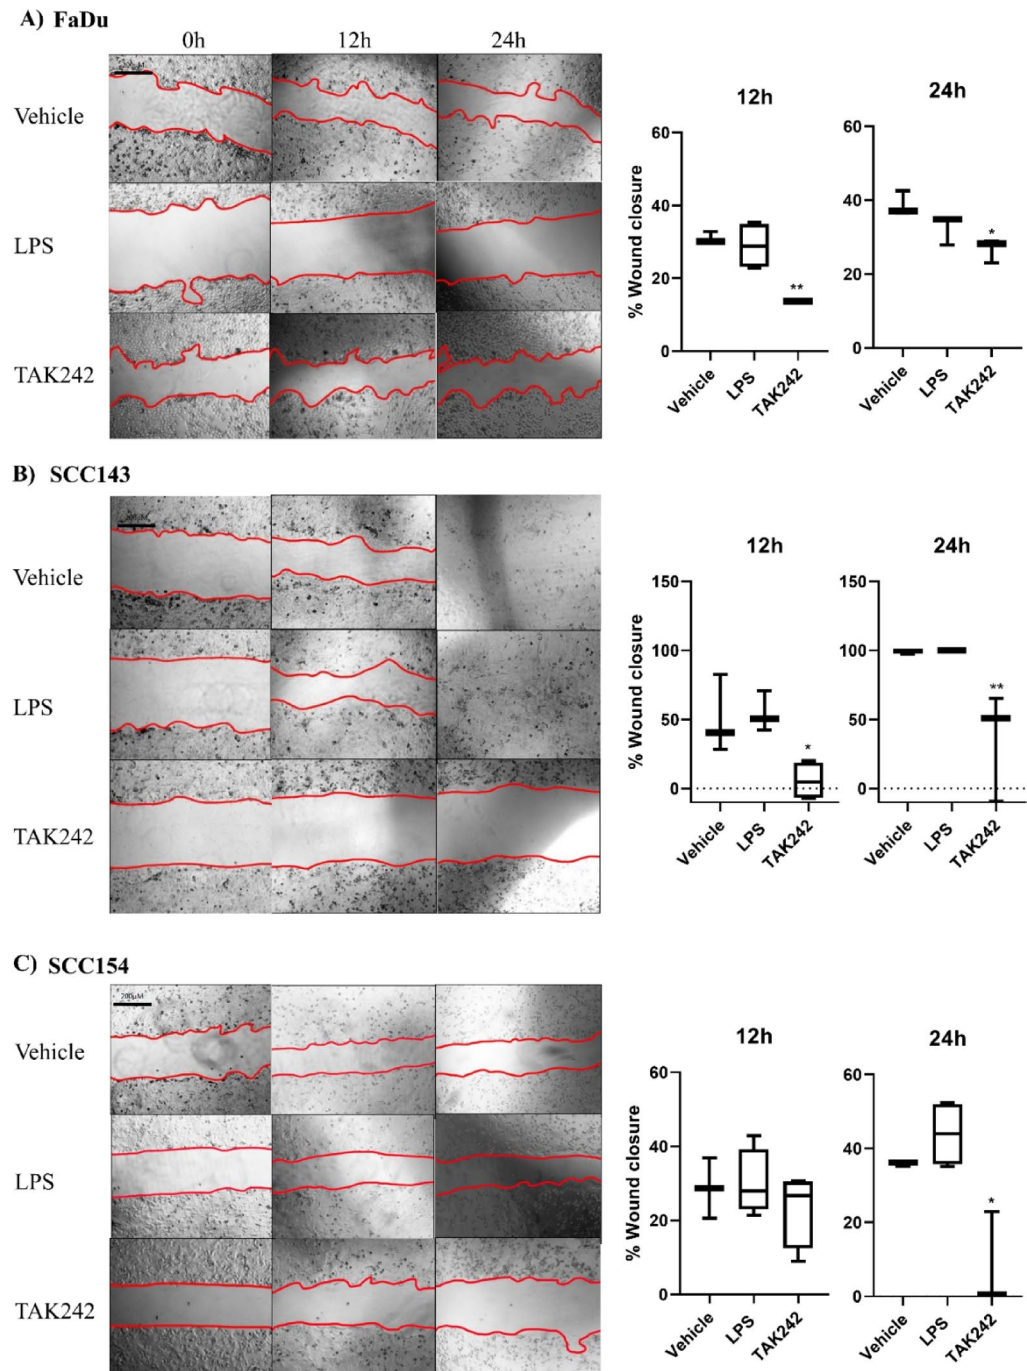 A) FaDu
0h 12h 24h
Vehicle
LPS
TAK242
12h
% Wound closure
60
40
20
0
Vehicle
LPS
TAK242
**
24h
60
40
20
0
Vehicle
LPS
TAK242
*
B) SCC143
Vehicle
LPS
TAK242
12h
% Wound closure
150
100
50
0
Vehicle
LPS
TAK242
*
24h
150
100
50
0
Vehicle
LPS
TAK242
**
C) SCC154
200µM
Vehicle
LPS
TAK242
12h
% Wound closure
60
40
20
0
Vehicle
LPS
TAK242
24h
60
40
20
0
Vehicle
LPS
TAK242
*